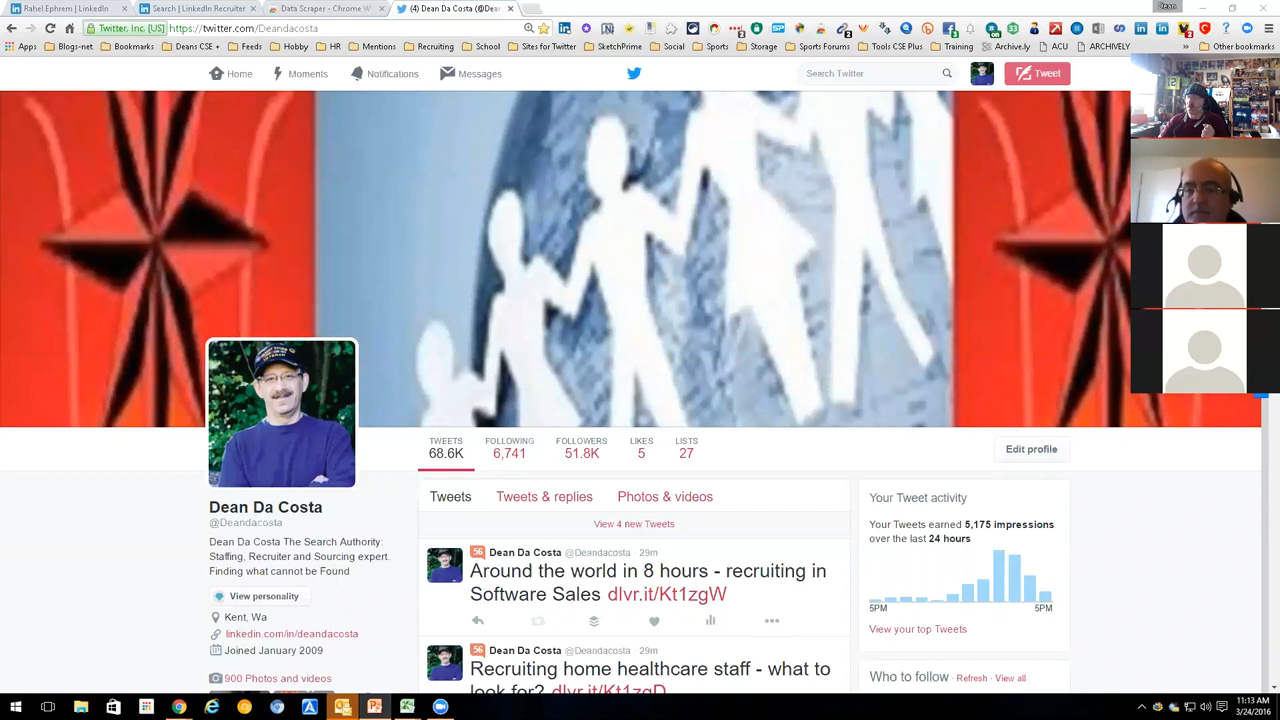 Rahel Ephrem | LinkedIn
Search | LinkedIn Recruiter
Data Scraper - Chrome W
(4) Dean Da Costa (@Dean
Dean
Twitter, Inc. [US] https://twitter.com/Deandacosta
Apps Blogs-net Bookmarks Deans CSE + Feeds Hobby HR Mentions Recruiting School Sites for Twitter SketchPrime Social Sports Storage Sports Forums Tools CSE Plus Training Archive.ly ACU ARCHIVELY Other bookmarks
Home Moments Notifications Messages Search Twitter Tweet
TWEETS FOLLOWING FOLLOWERS LIKES LISTS
68.6K 6,741 51.8K 5 27
Edit profile
Dean Da Costa
@Deandacosta
Dean Da Costa The Search Authority:
Staffing, Recruiter and Sourcing expert.
Finding what cannot be Found
View personality
Kent, Wa
linkedin.com/in/deandacosta
Joined January 2009
900 Photos and videos
Tweets Tweets & replies Photos & videos
View 4 new Tweets
56 Dean Da Costa @Deandacosta 29m
Around the world in 8 hours - recruiting in
Software Sales dlvr.it/Kt1zgW
56 Dean Da Costa @Deandacosta 29m
Recruiting home healthcare staff - what to
look for? dlvr.it/Kt1zgD
Your Tweet activity
Your Tweets earned 5,175 impressions
over the last 24 hours
5PM 5PM
View your top Tweets
Who to follow · Refresh · View all
11:13 AM
3/24/2016